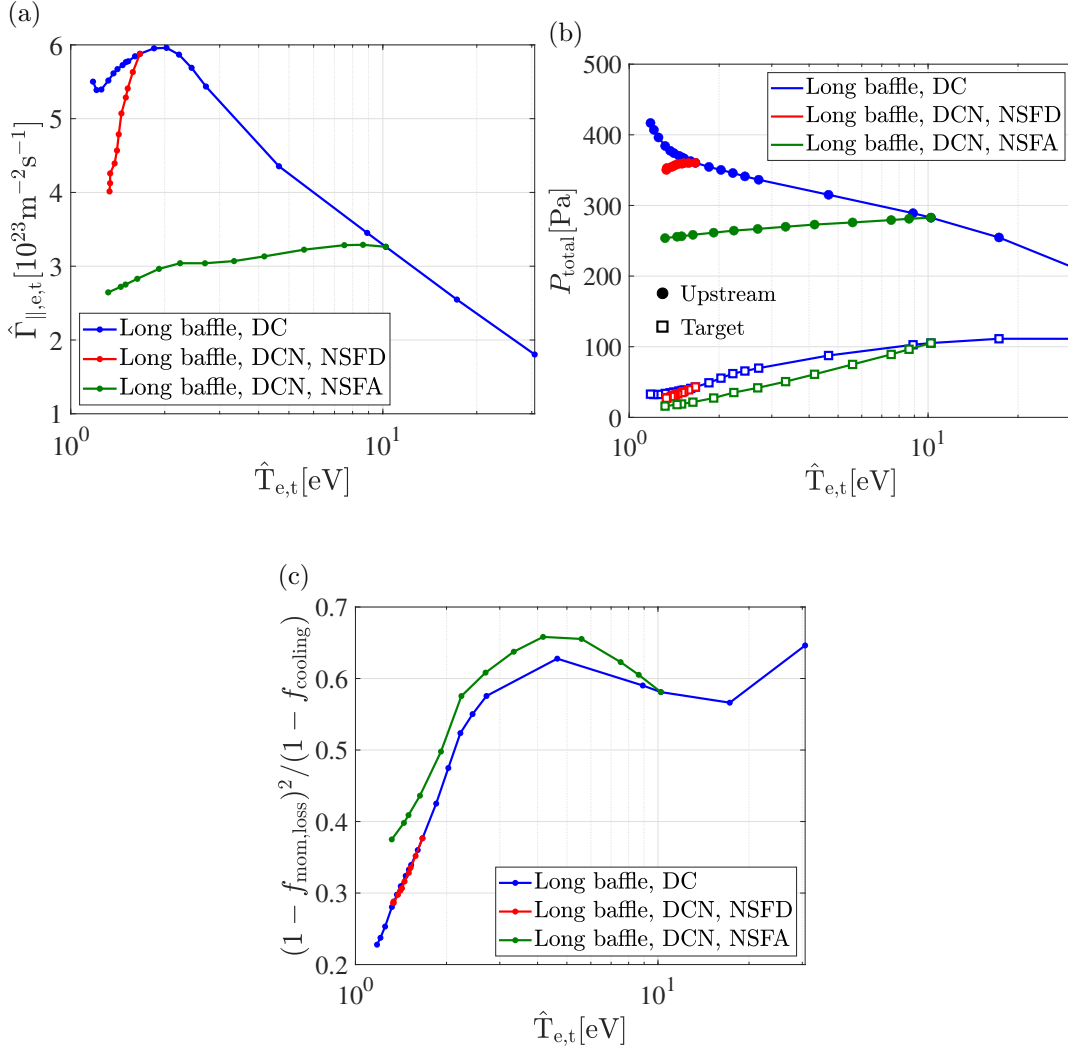 (a)
6
5
4
3
2
1
Γ̂∥,e,t[10²³m⁻²s⁻¹]
Long baffle, DC
Long baffle, DCN, NSFD
Long baffle, DCN, NSFA
10⁰
10¹
T̂e,t[eV]
(b)
500
400
300
200
100
0
Ptotal[Pa]
Long baffle, DC
Long baffle, DCN, NSFD
Long baffle, DCN, NSFA
Upstream
Target
10⁰
10¹
T̂e,t[eV]
(c)
0.7
0.6
0.5
0.4
0.3
0.2
(1 − fmom,loss)²/(1 − fcooling)
Long baffle, DC
Long baffle, DCN, NSFD
Long baffle, DCN, NSFA
10⁰
10¹
T̂e,t[eV]